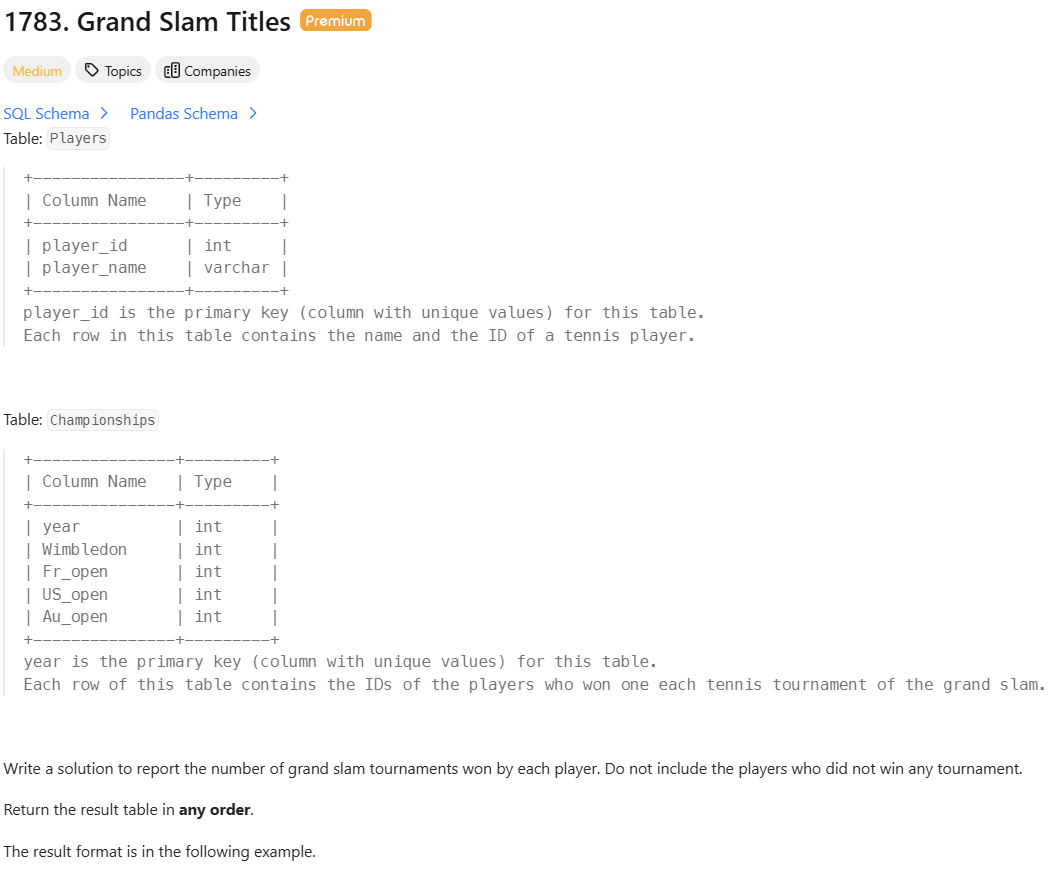 1783. Grand Slam Titles Premium
Medium Topics Companies
SQL Schema > Pandas Schema >
Table: Players
+----------------+---------+
| Column Name    | Type    |
+----------------+---------+
| player_id      | int     |
| player_name    | varchar |
+----------------+---------+
player_id is the primary key (column with unique values) for this table.
Each row in this table contains the name and the ID of a tennis player.
Table: Championships
+---------------+---------+
| Column Name   | Type    |
+---------------+---------+
| year          | int     |
| Wimbledon     | int     |
| Fr_open       | int     |
| US_open       | int     |
| Au_open       | int     |
+---------------+---------+
year is the primary key (column with unique values) for this table.
Each row of this table contains the IDs of the players who won one each tennis tournament of the grand slam.
Write a solution to report the number of grand slam tournaments won by each player. Do not include the players who did not win any tournament.
Return the result table in any order.
The result format is in the following example.